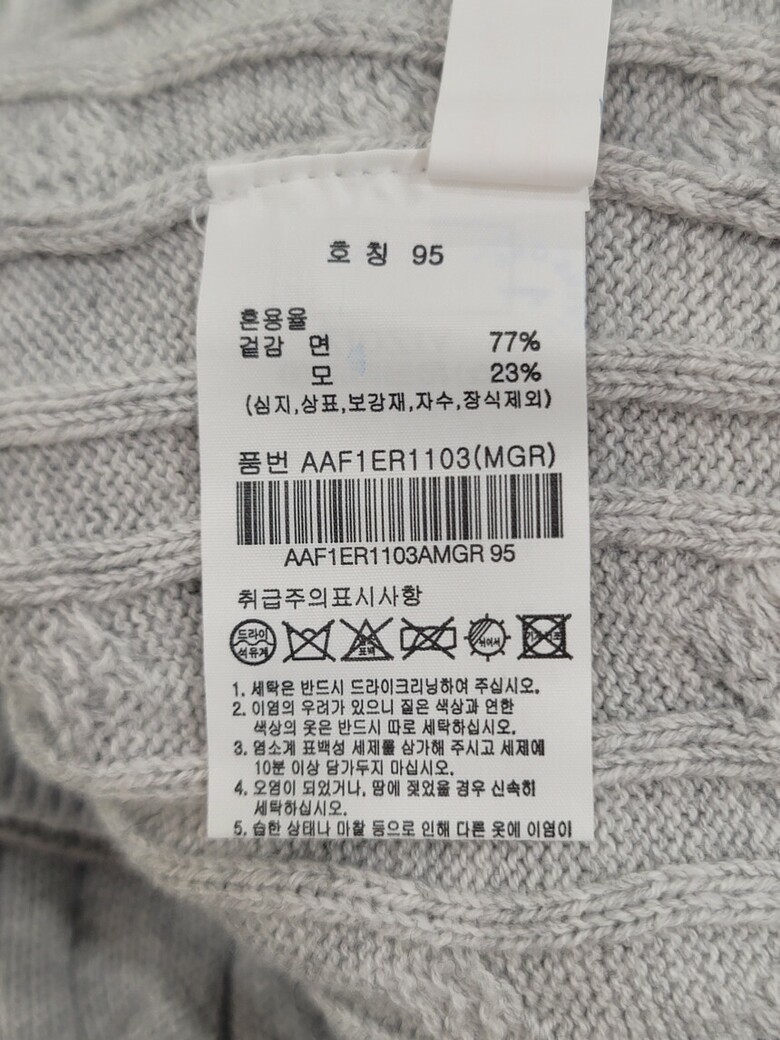 호칭 95
혼용율
겉감 면 77%
모 23%
(심지,상표,보강재,자수,장식제외)
품번 AAF1ER1103(MGR)
AAF1ER1103AMGR 95
취급주의표시사항
드라이
석유계
표백
1. 세탁은 반드시 드라이크리닝하여 주십시오.
2. 이염의 우려가 있으니 짙은 색상과 연한
색상의 옷은 반드시 따로 세탁하십시오.
3. 염소계 표백성 세제를 삼가해 주시고 세제에
10분 이상 담가두지 마십시오.
4. 오염이 되었거나, 땀에 젖었을 경우 신속히
세탁하십시오.
5. 습한 상태나 마찰 등으로 인해 다른 옷에 이염이